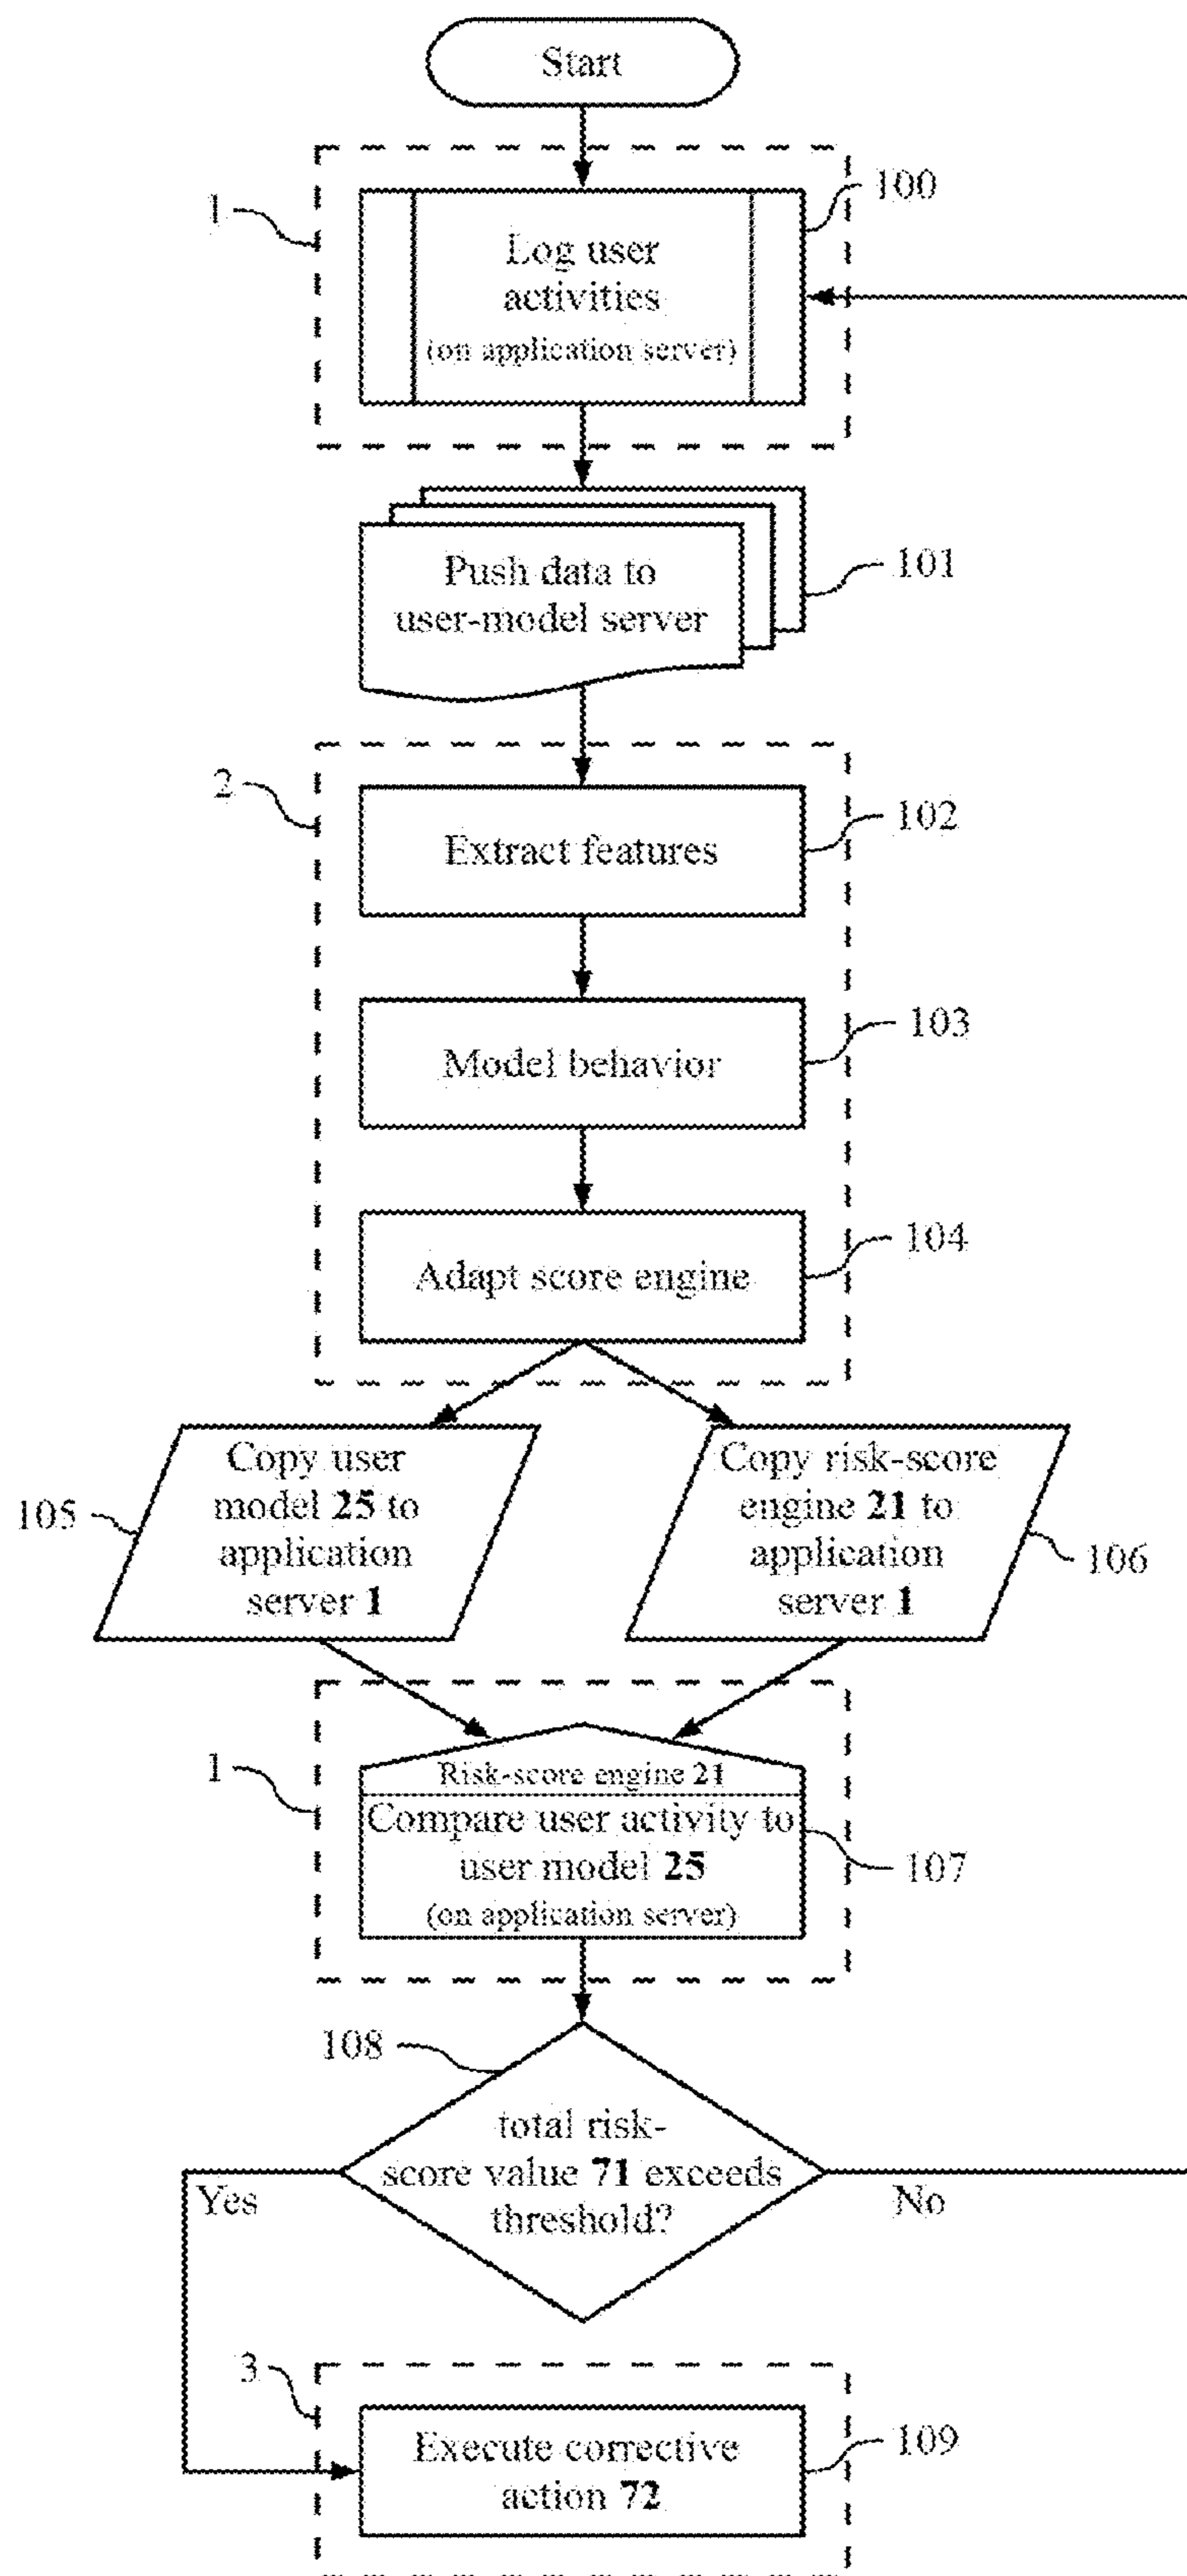 Start
1
100
Log user
activities
(on application server)
Push data to
user-model server
101
2
Extract features
102
Model behavior
103
Adapt score engine
104
105
Copy user
model 25 to
application
server 1
Copy risk-score
engine 21 to
application
server 1
106
1
Risk-score engine 21
Compare user activity to
user model 25
(on application server)
107
108
total risk-
score value 71 exceeds
threshold?
Yes
No
3
Execute corrective
action 72
109